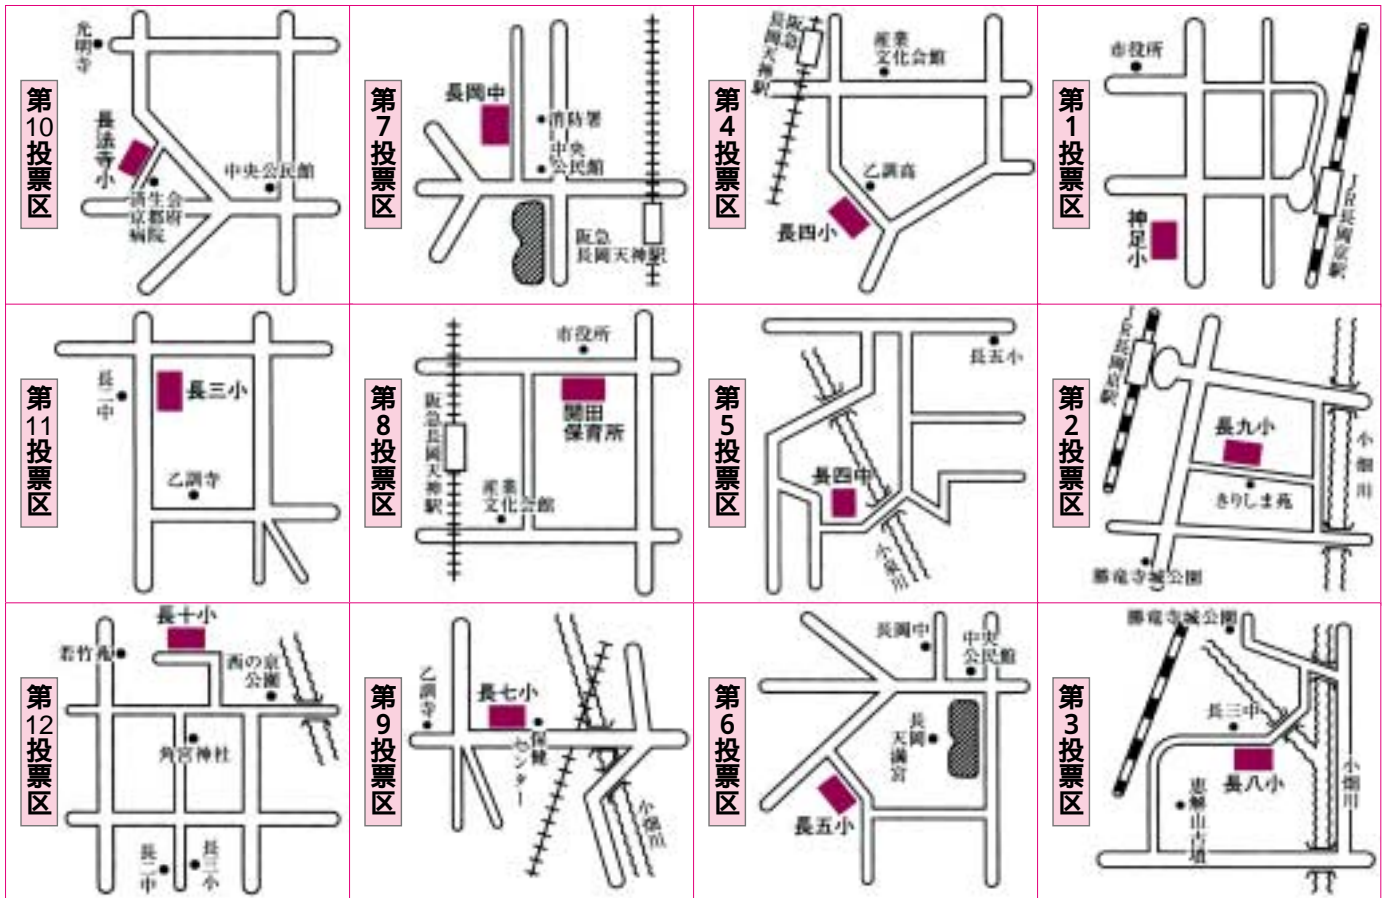 第1投票区
市役所
神足小
JR長岡京駅
第2投票区
JR長岡京駅
長九小
きりしま苑
小畑川
勝竜寺城公園
第3投票区
勝竜寺城公園
長三中
長八小
恵解山古墳
小畑川
第4投票区
阪急
長岡天神駅
産業
文化会館
乙訓高
長四小
第5投票区
長五小
長四中
小泉川
第6投票区
長岡中
中央
公民館
長岡
天満宮
長五小
第7投票区
長岡中
消防署
中央
公民館
阪急
長岡天神駅
第8投票区
市役所
開田
保育所
阪急長岡天神駅
産業
文化会館
第9投票区
乙訓寺
長七小
保健
センター
小畑川
第10投票区
光明寺
長法寺小
中央公民館
済生会
京都府
病院
第11投票区
長二中
長三小
乙訓寺
第12投票区
長十小
若竹苑
西の京
公園
角宮神社
長二中
長三小